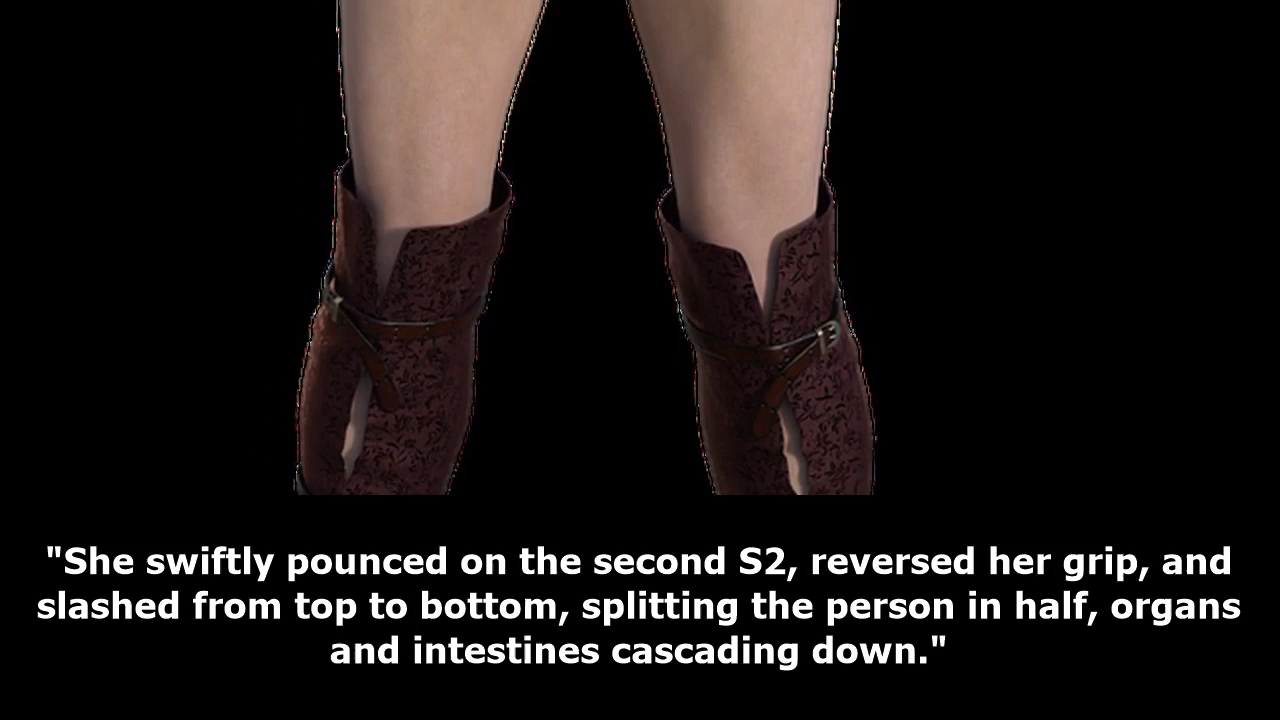 "She swiftly pounced on the second S2, reversed her grip, and
slashed from top to bottom, splitting the person in half, organs
and intestines cascading down."